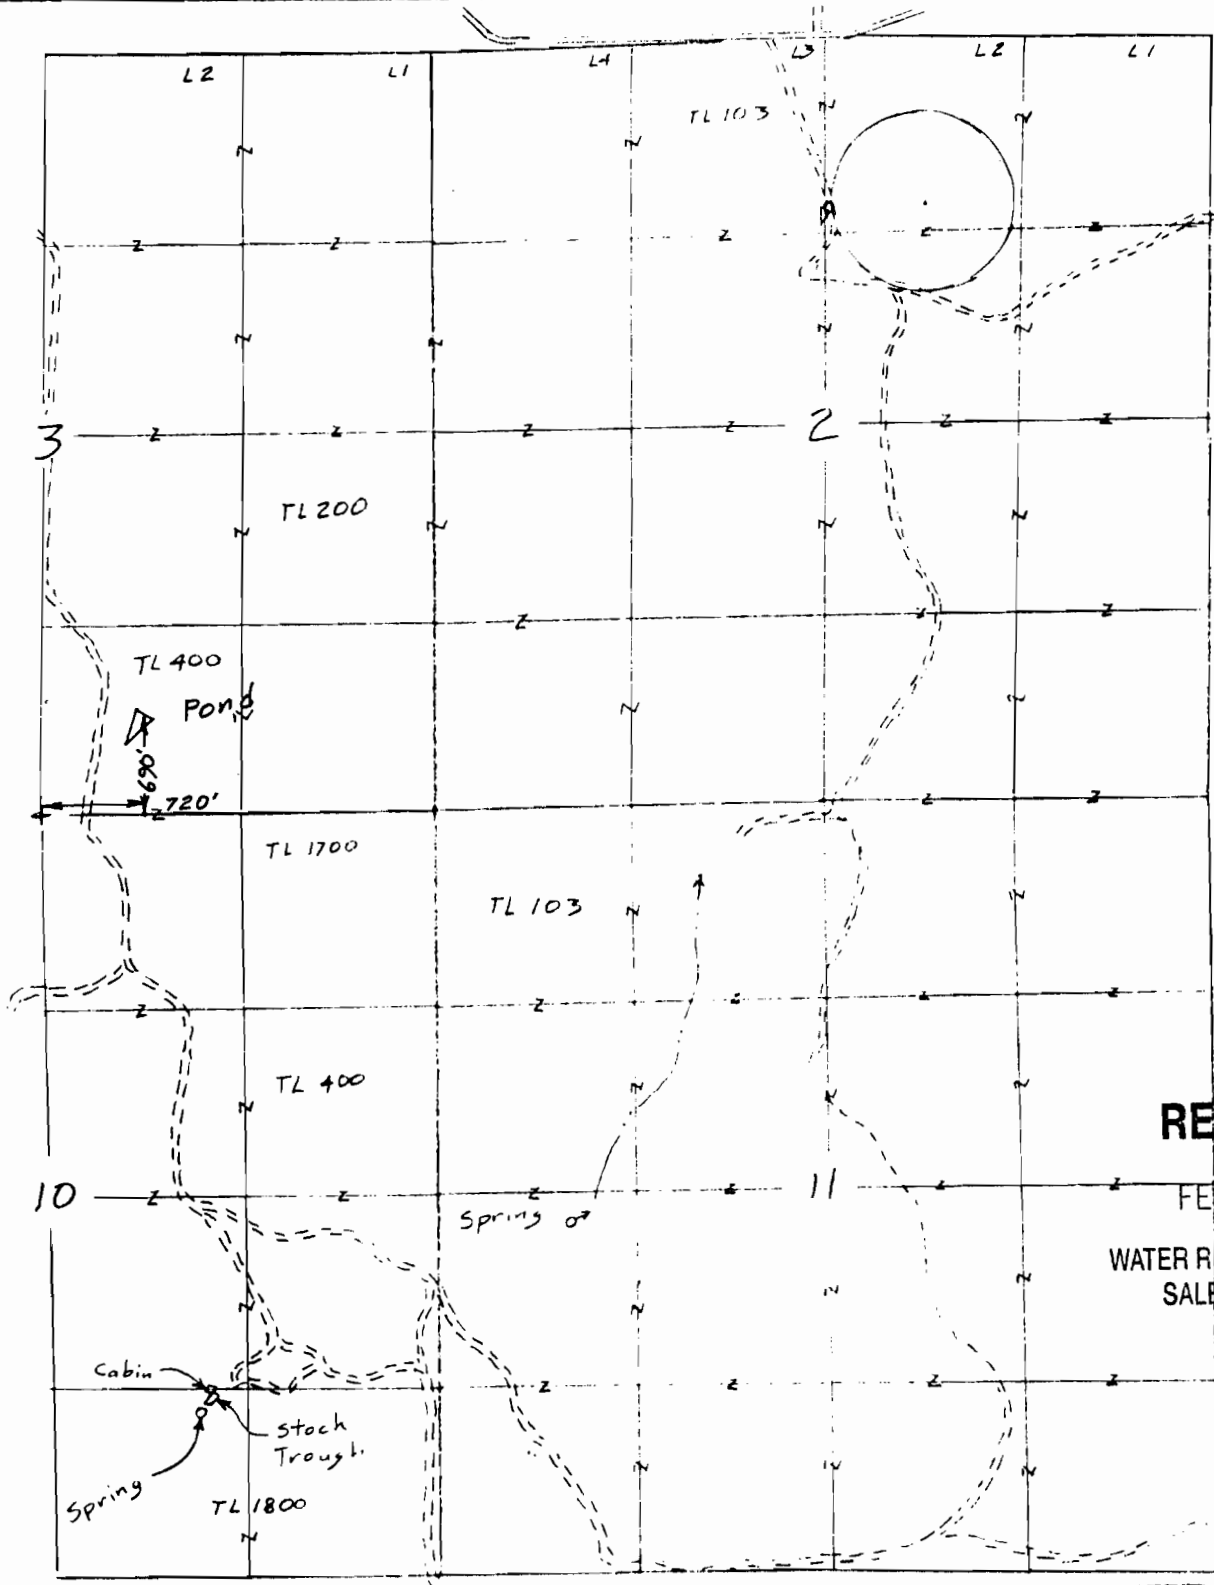 L2 L1 L4 L3 L2 L1
TL 103
3
2
TL 200
TL 400
Pond
690'
720'
TL 1700
TL 103
TL 400
RE
10
11
FE
Spring
WATER R
SALE
Cabin
Stock
Trough
Spring
TL 1800